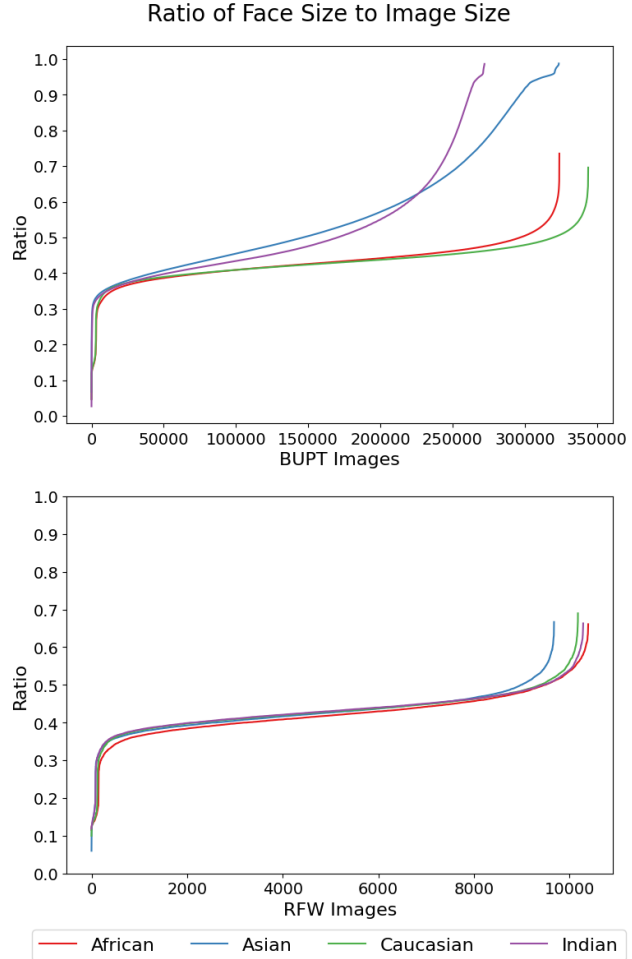 Ratio of Face Size to Image Size
1.0
0.9
0.8
0.7
0.6
0.5
0.4
0.3
0.2
0.1
0.0
Ratio
0 50000 100000 150000 200000 250000 300000 350000
BUPT Images
1.0
0.9
0.8
0.7
0.6
0.5
0.4
0.3
0.2
0.1
0.0
Ratio
0 2000 4000 6000 8000 10000
RFW Images
African Asian Caucasian Indian